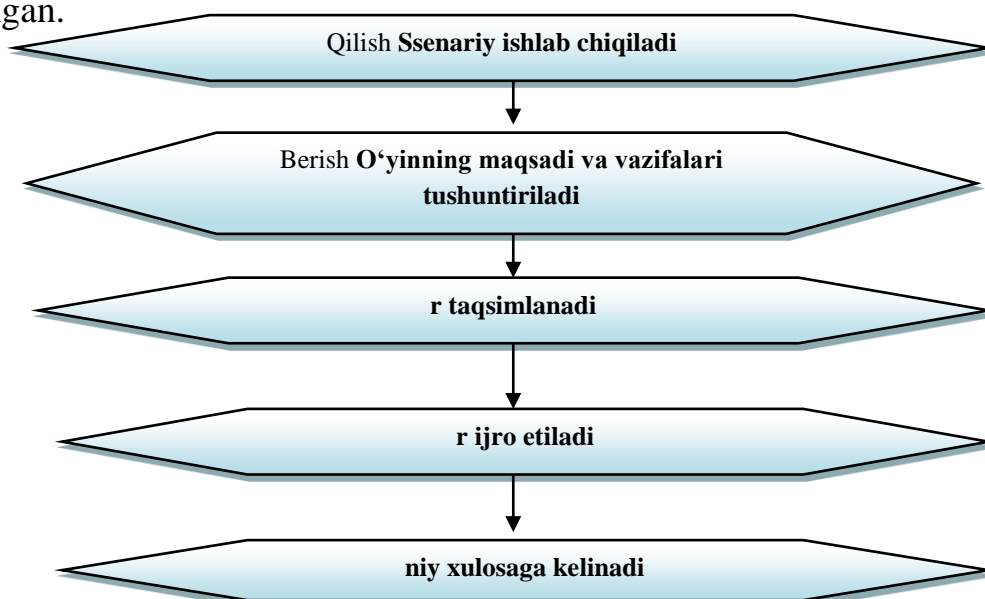 gan.
Qilish Ssenariy ishlab chiqiladi
Berish O‘yinning maqsadi va vazifalari
tushuntiriladi
r taqsimlanadi
r ijro etiladi
niy xulosaga kelinadi